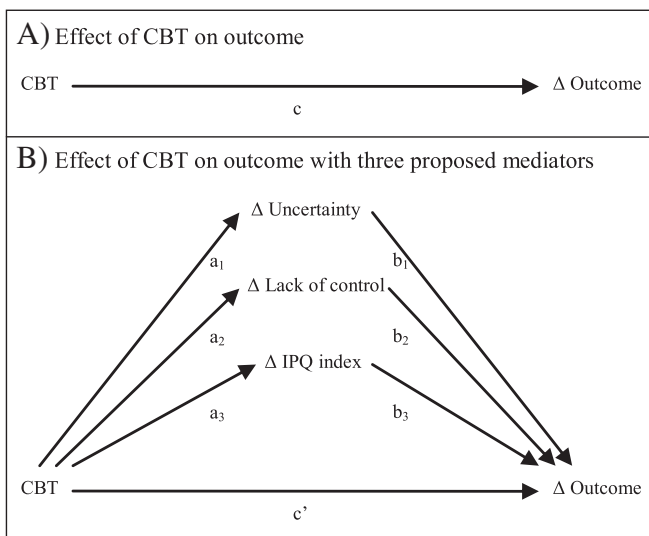 A) Effect of CBT on outcome
CBT
Δ Outcome
c
B) Effect of CBT on outcome with three proposed mediators
Δ Uncertainty
a₁
b₁
Δ Lack of control
a₂
b₂
Δ IPQ index
a₃
b₃
CBT
Δ Outcome
c’